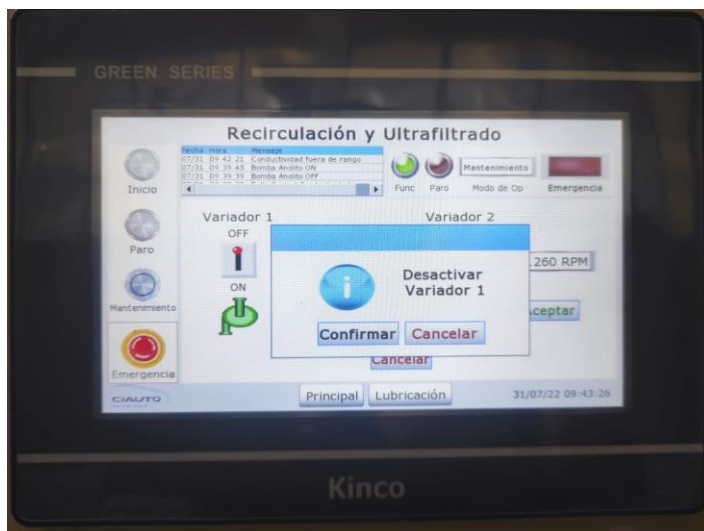 GREEN SERIES
Recirculación y Ultrafiltrado
Fecha Hora Mensaje
07/31 09 42 21 Conductividad fuera de rango
07/31 09 39 45 Bomba Anolito ON
07/31 09 39 39 Bomba Anolito OFF
Inicio
Func Paro Modo de Op Emergencia
Mantenimiento
Variador 1
Variador 2
OFF
Paro
ON
260 RPM
Desactivar
Variador 1
Mantenimiento
Confirmar Cancelar
ceptar
Cancelar
Emergencia
CIAUTO
Principal Lubricación
31/07/22 09:43:26
Kinco